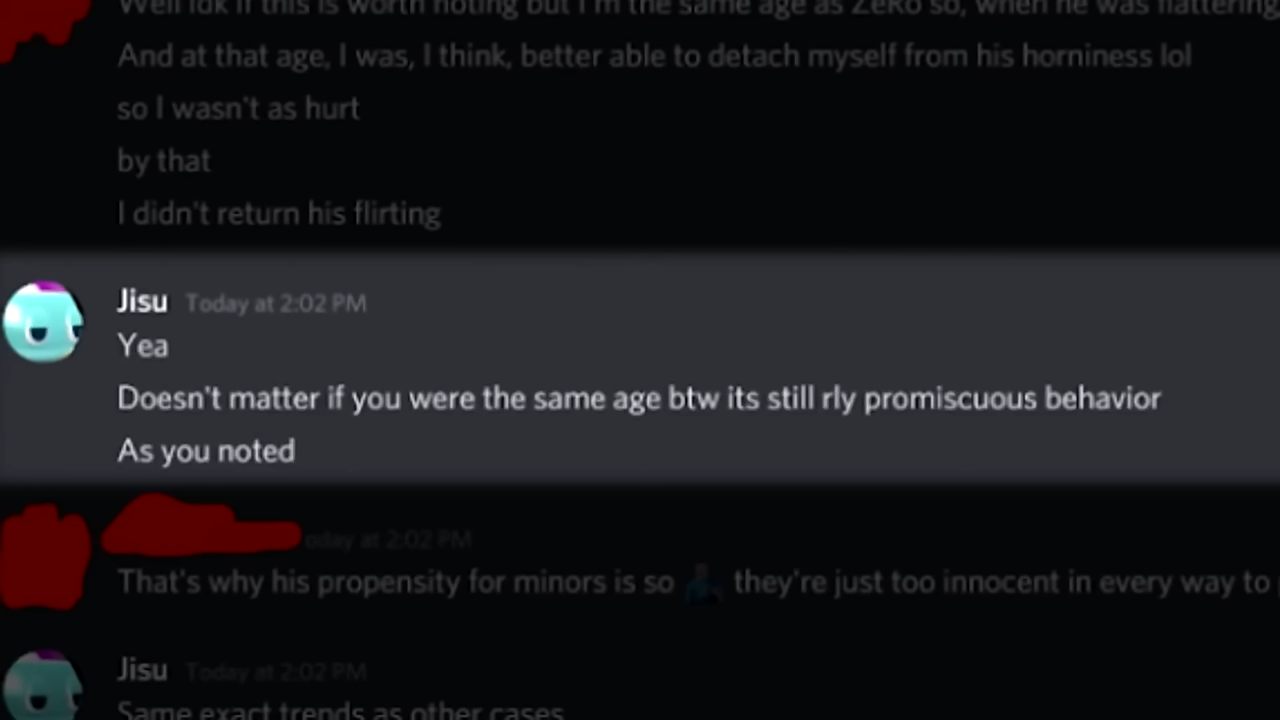 Well idk if this is worth noting but I'm the same age as ZeRo so, when he was flattering
And at that age, I was, I think, better able to detach myself from his horniness lol
so I wasn't as hurt
by that
I didn't return his flirting
Jisu Today at 2:02 PM
Yea
Doesn't matter if you were the same age btw its still rly promiscuous behavior
As you noted
oday at 2:02 PM
That's why his propensity for minors is so they're just too innocent in every way to
Jisu Today at 2:02 PM
Same exact trends as other cases